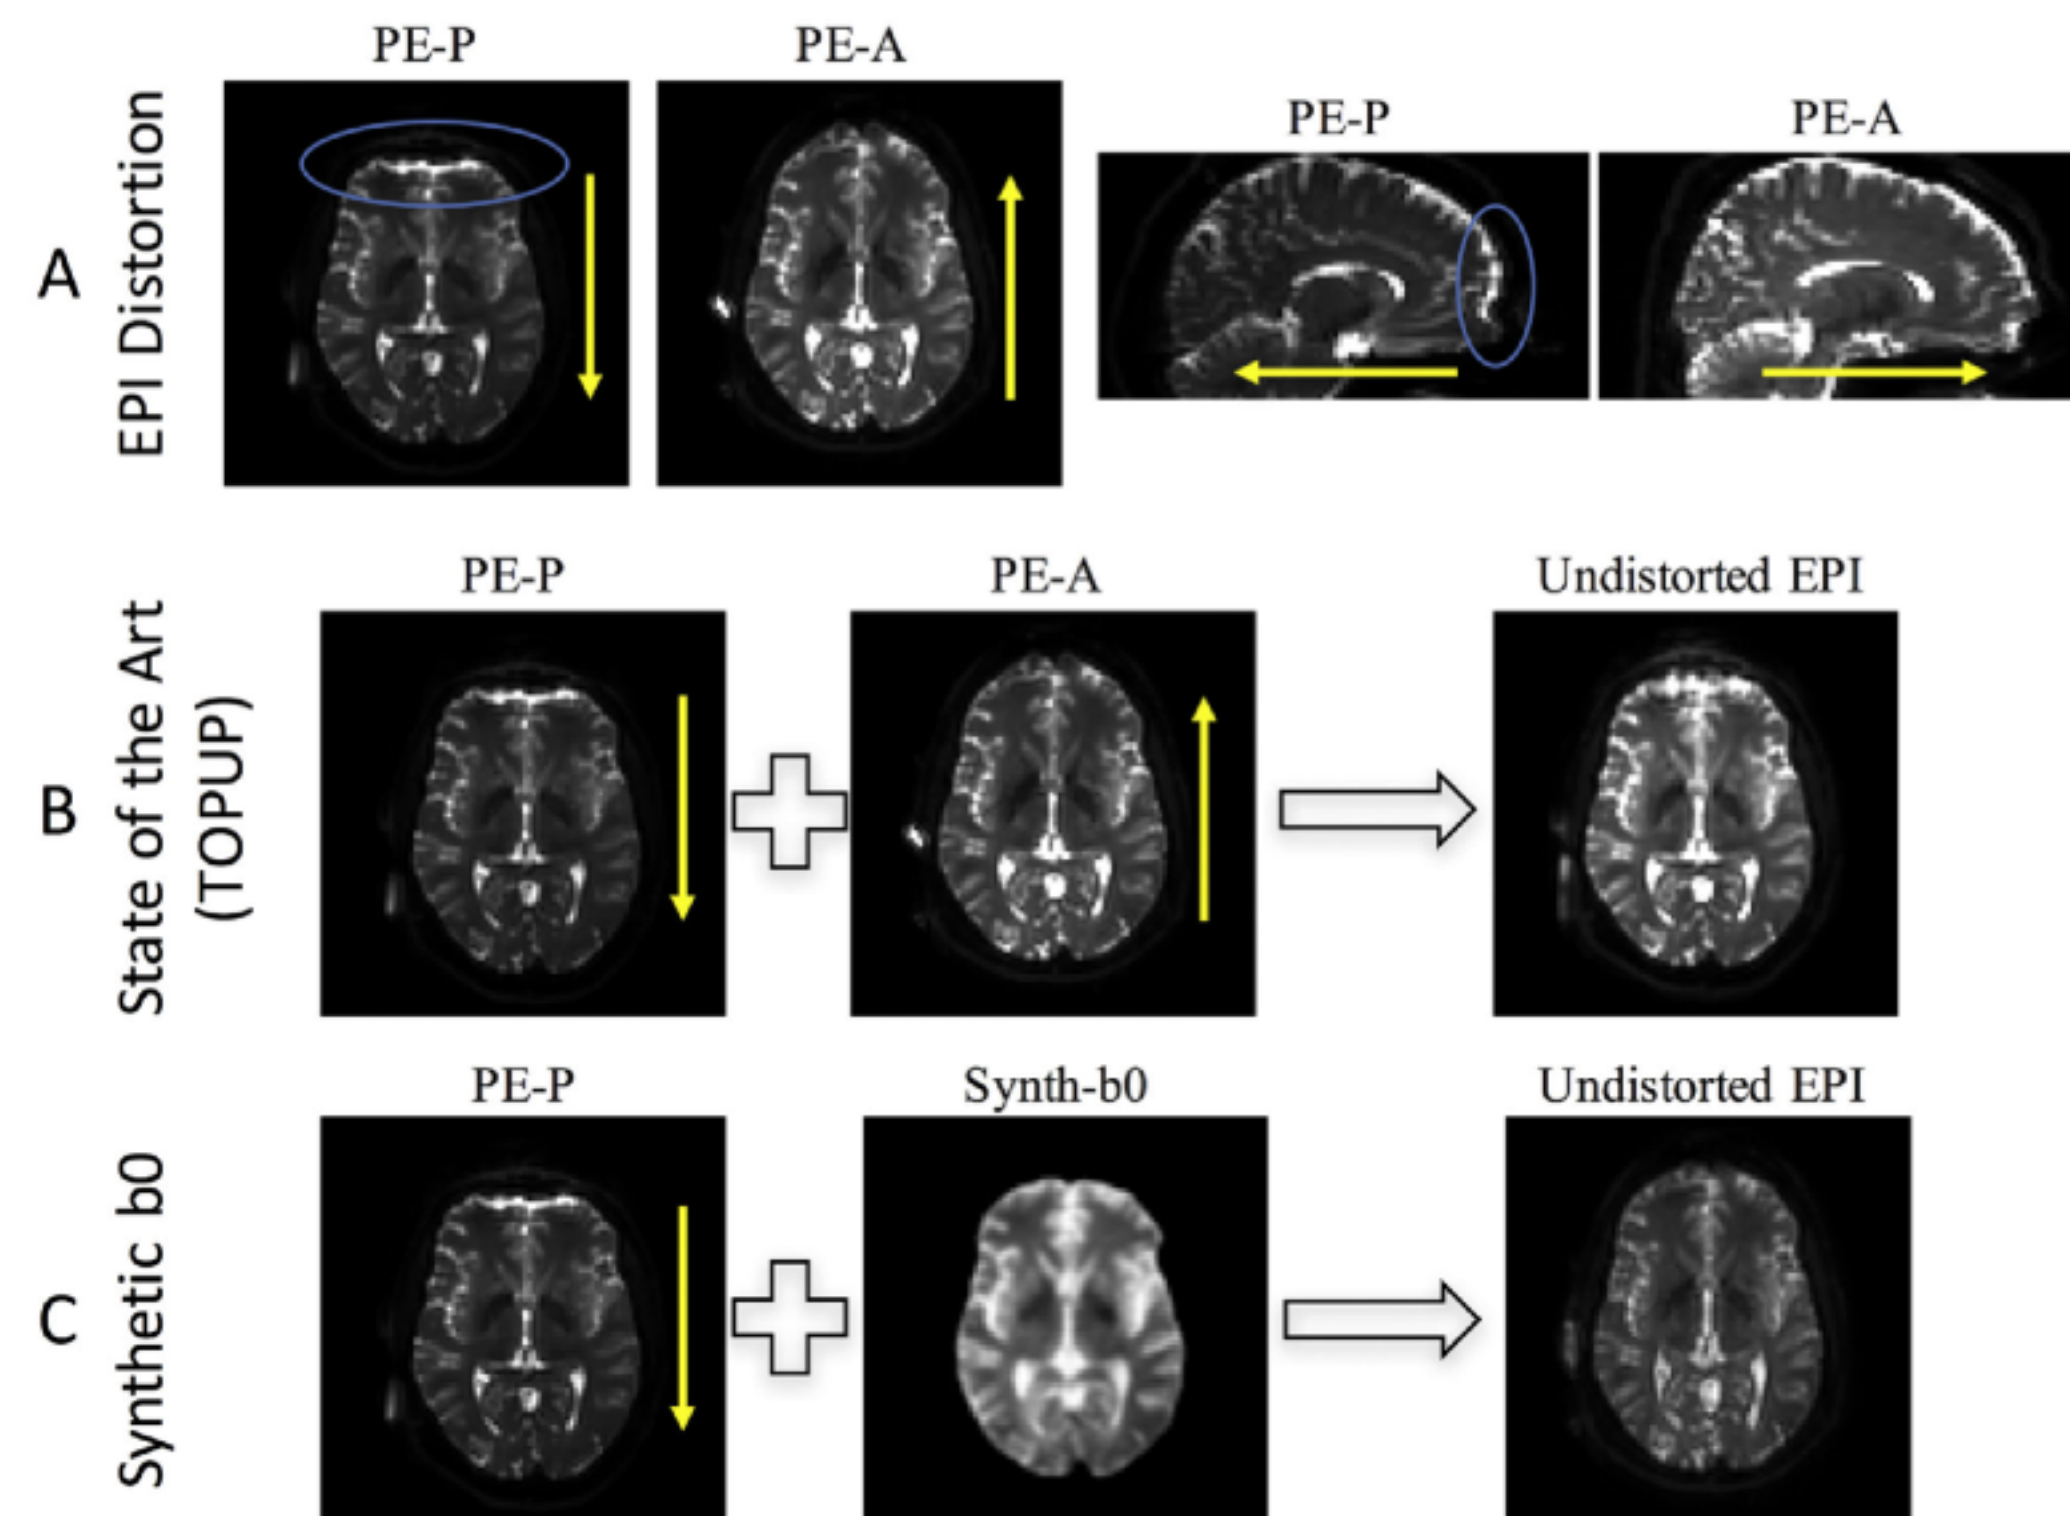 PE-P
PE-A
PE-P
PE-A
A
EPI Distortion
PE-P
PE-A
Undistorted EPI
B
State of the Art
(TOPUP)
PE-P
Synth-b0
Undistorted EPI
C
Synthetic b0